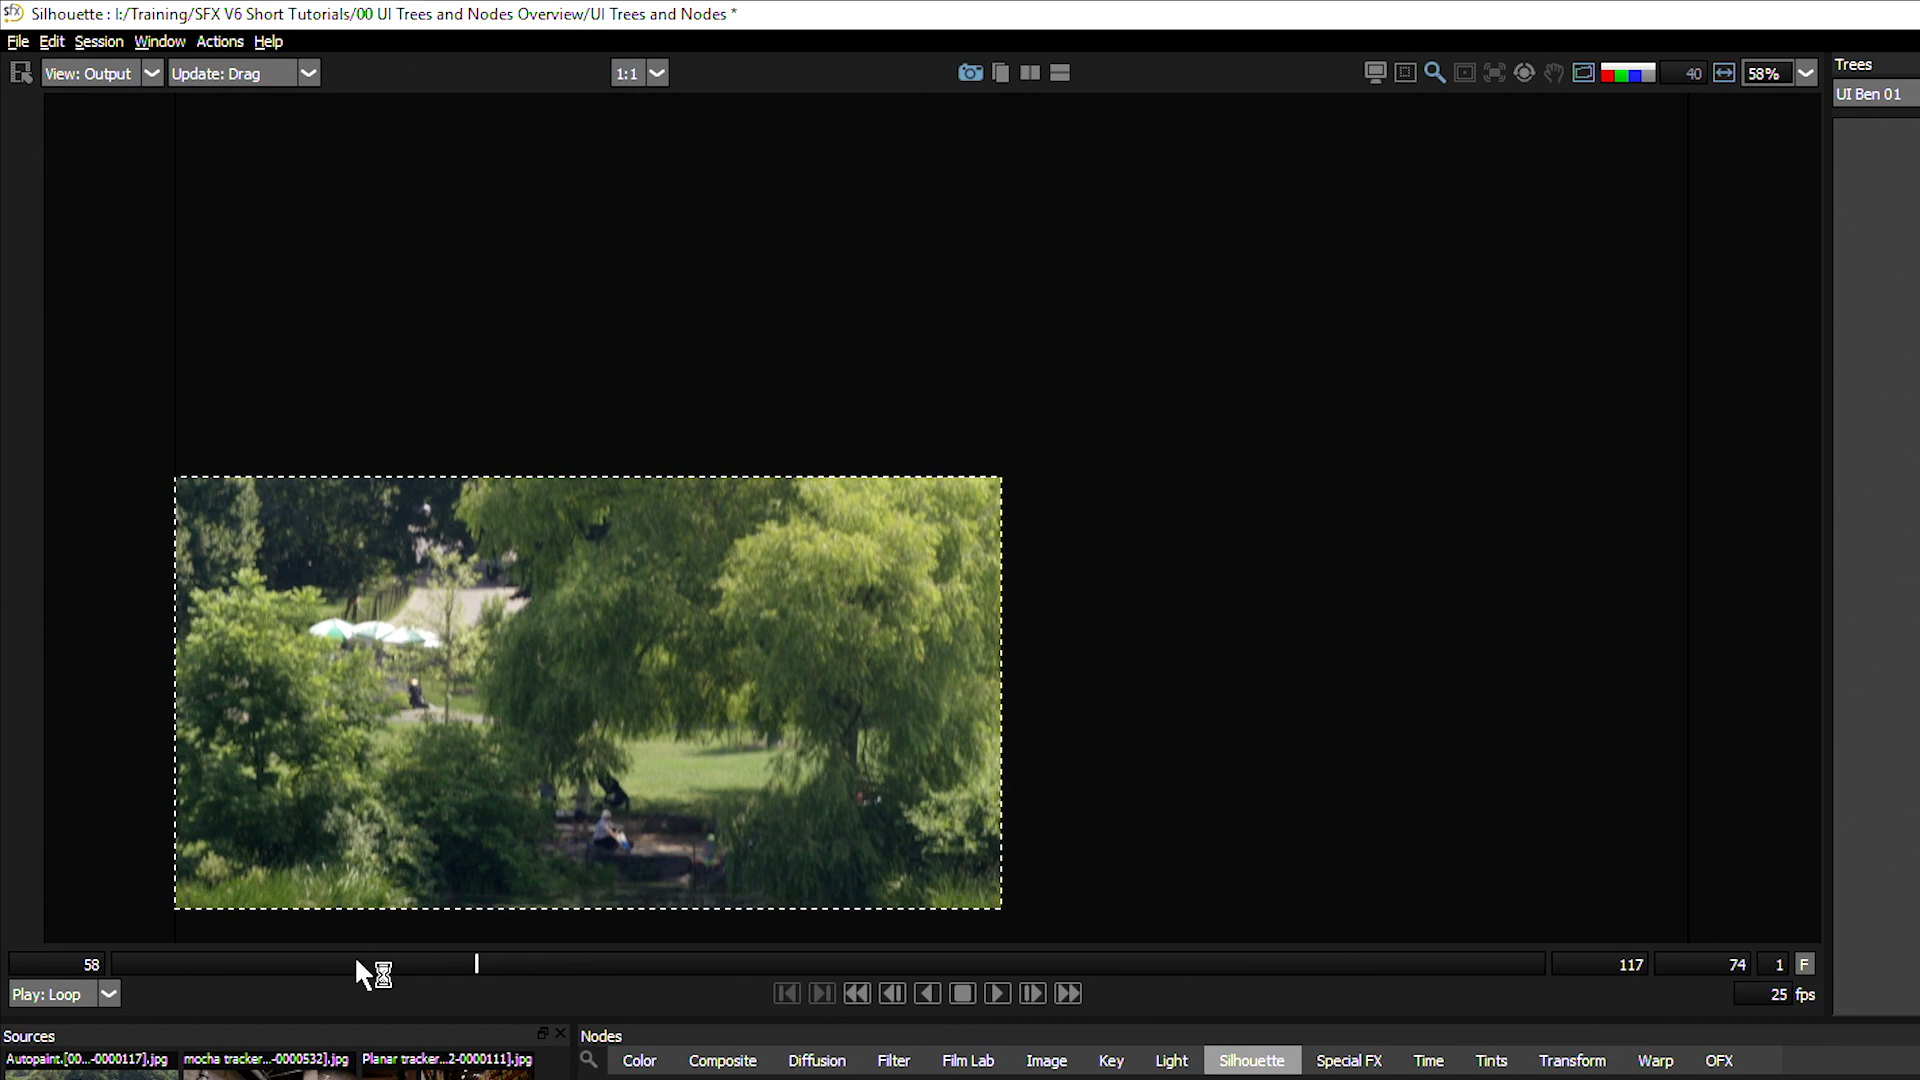 sfx Silhouette : I:/Training/SFX V6 Short Tutorials/00 UI Trees and Nodes Overview/UI Trees and Nodes *
File Edit Session Window Actions Help
View: Output Update: Drag 1:1 40 58%
Trees
UI Ben 01
58 117 74 1 F
Play: Loop 25 fps
Sources Nodes
Autopaint.[00...-0000117].jpg mocha tracker...-0000532].jpg Planar tracker...2-0000111].jpg
Color Composite Diffusion Filter Film Lab Image Key Light Silhouette Special FX Time Tints Transform Warp OFX